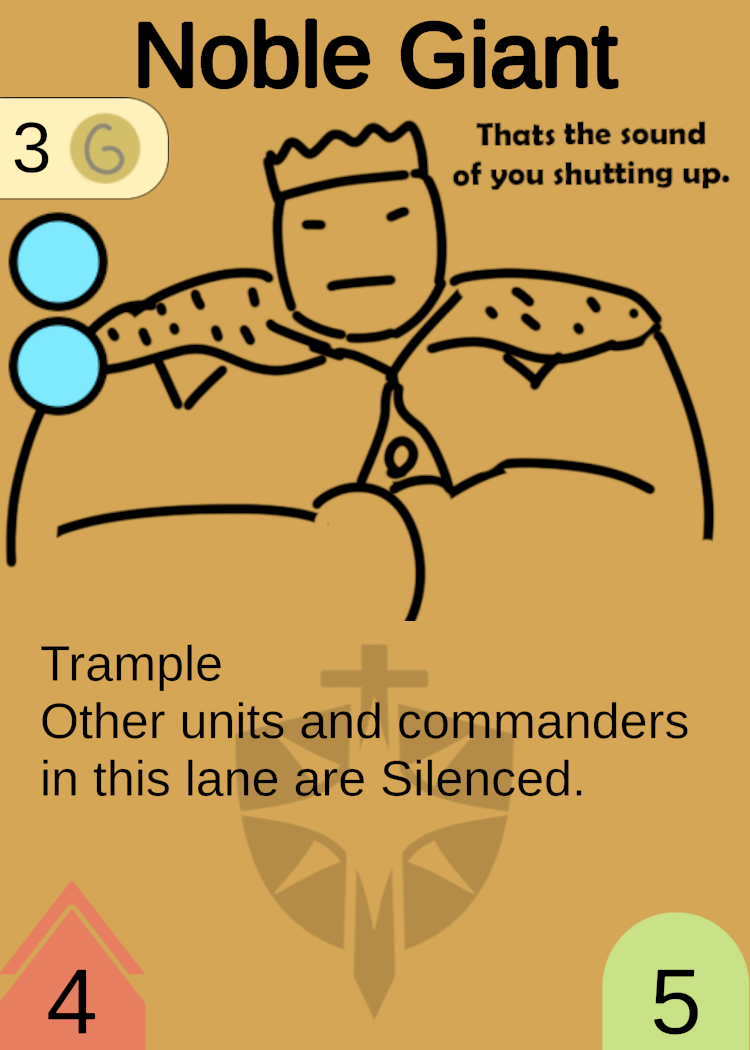 Noble Giant
3 G
Thats the sound
of you shutting up.
Trample
Other units and commanders
in this lane are Silenced.
4
5